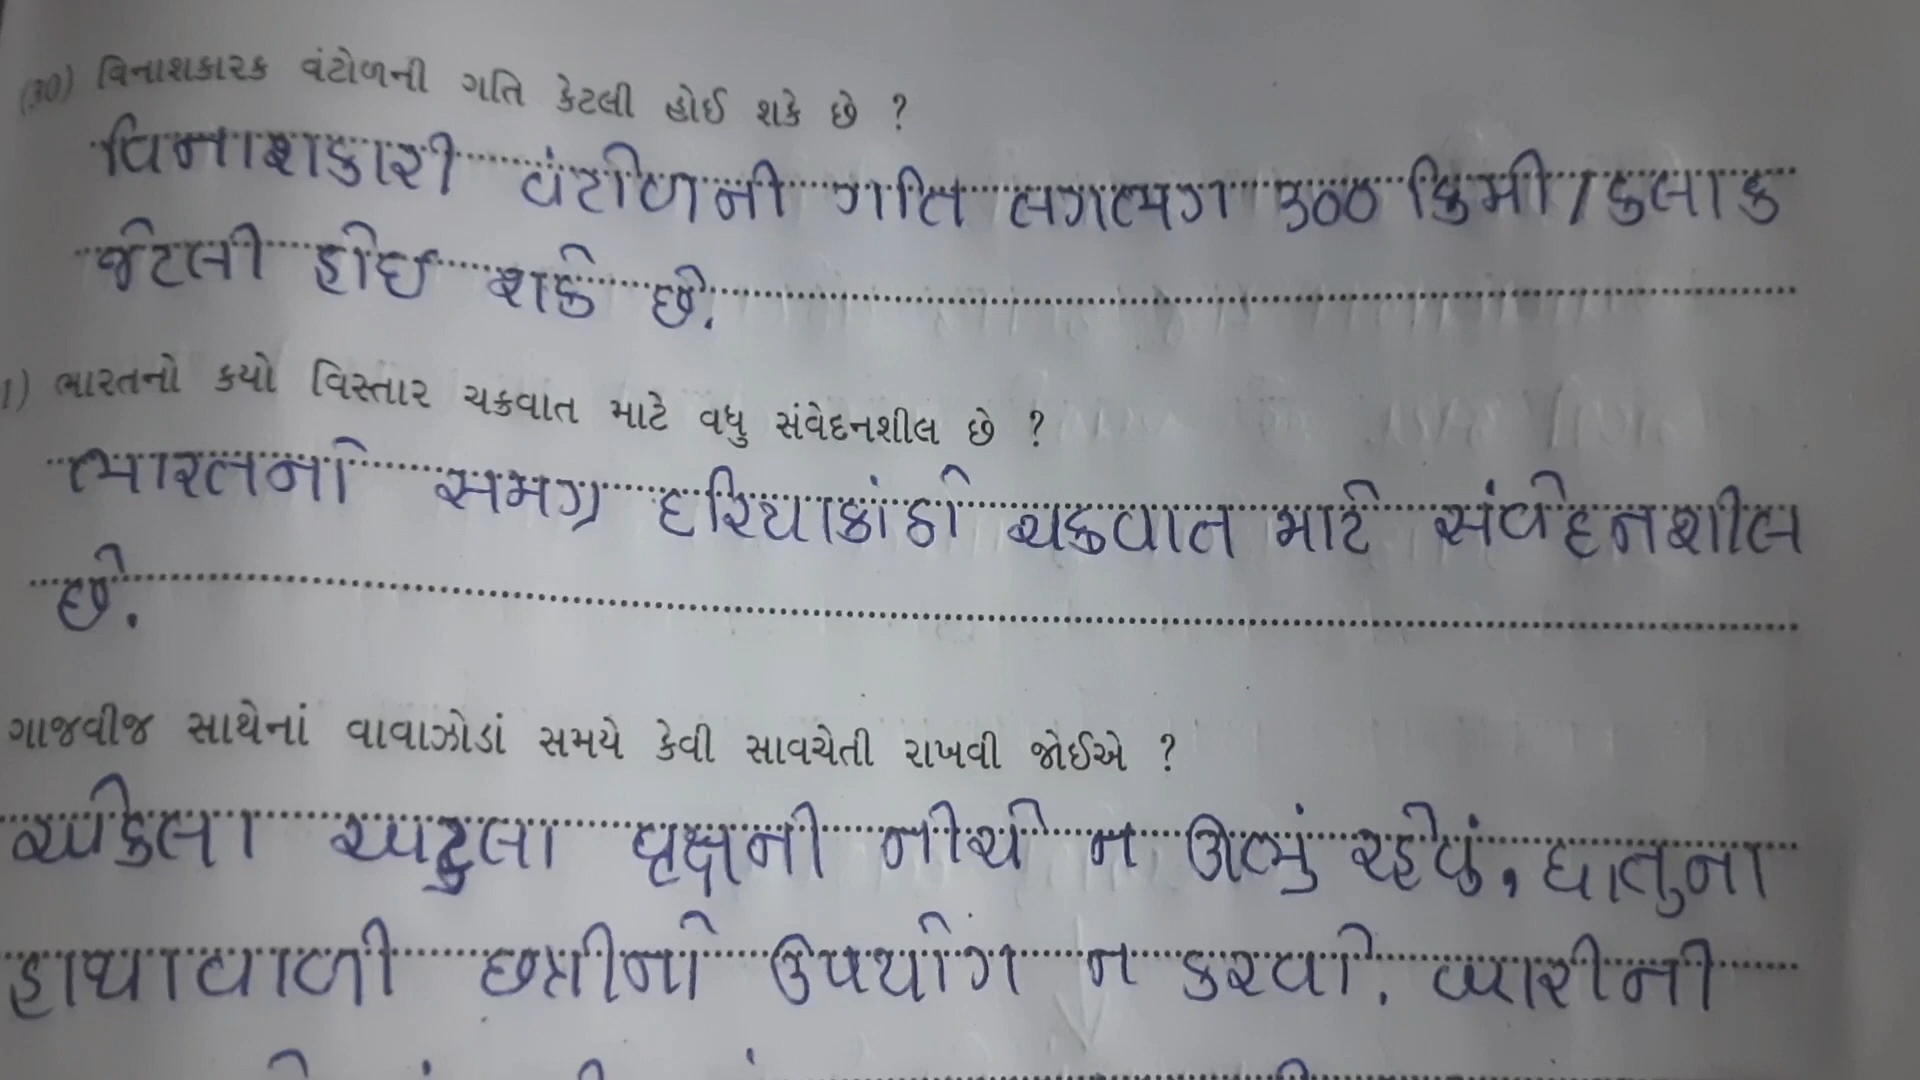 (30) વિનાશકારક વંટોળની ગતિ કેટલી હોઈ શકે છે ?
વિનાશકારી વંટોળની ગતિ લગભગ ૩૦૦ કિમી / કલાક
જેટલી હોઈ શકે છે.
1) ભારતનો કયો વિસ્તાર ચક્રવાત માટે વધુ સંવેદનશીલ છે ?
ભારતનો સમગ્ર દરિયાકાંઠો ચક્રવાત માટે સંવેદનશીલ
છે.
ગાજવીજ સાથેનાં વાવાઝોડાં સમયે કેવી સાવચેતી રાખવી જોઈએ ?
એકલા અટુલા વૃક્ષની નીચે ન ઊભું રહેવું, ધાતુના
હાથાવાળી છત્રીનો ઉપયોગ ન કરવો. બારીની